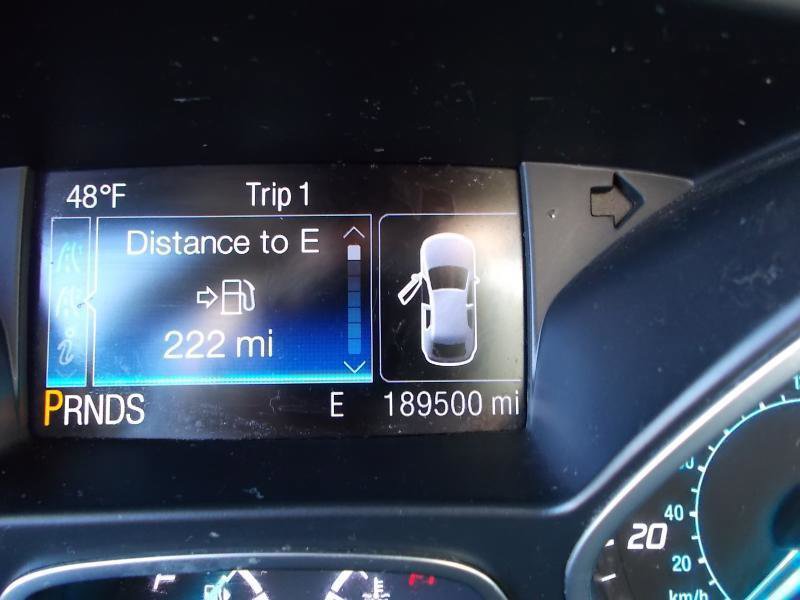 48°F Trip 1
Distance to E
222 mi
PRNDS E 189500 mi
40
20
20
km/h
F H